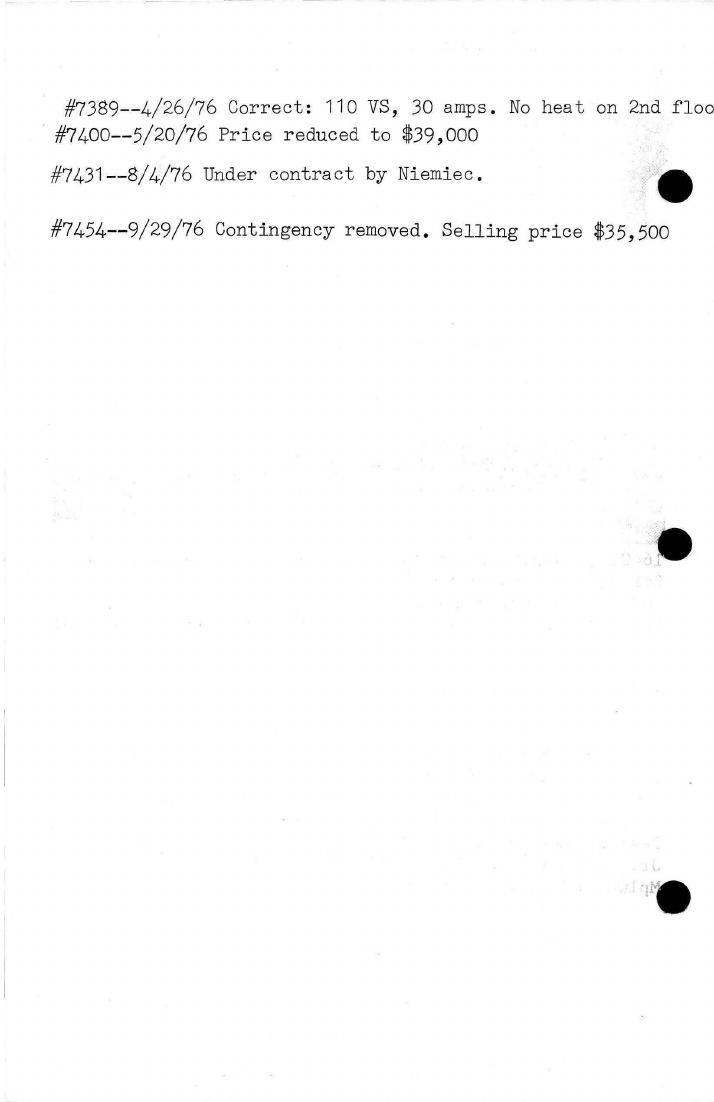 #7389--4/26/76 Correct: 110 VS, 30 amps. No heat on 2nd floo
#7400--5/20/76 Price reduced to $39,000
#7431--8/4/76 Under contract by Niemiec.
#7454--9/29/76 Contingency removed. Selling price $35,500